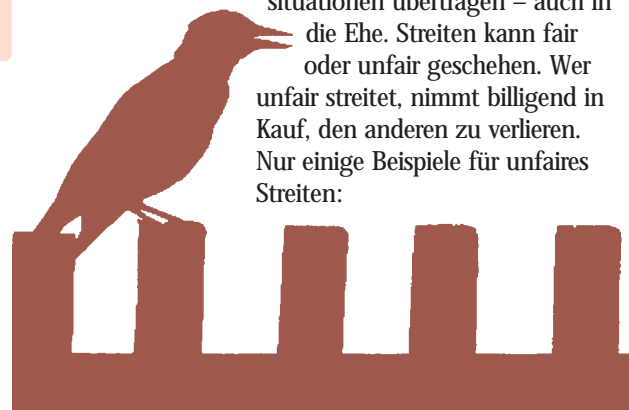 situationen übertragen – auch in
die Ehe. Streiten kann fair
oder unfair geschehen. Wer
unfair streitet, nimmt billigend in
Kauf, den anderen zu verlieren.
Nur einige Beispiele für unfaires
Streiten: